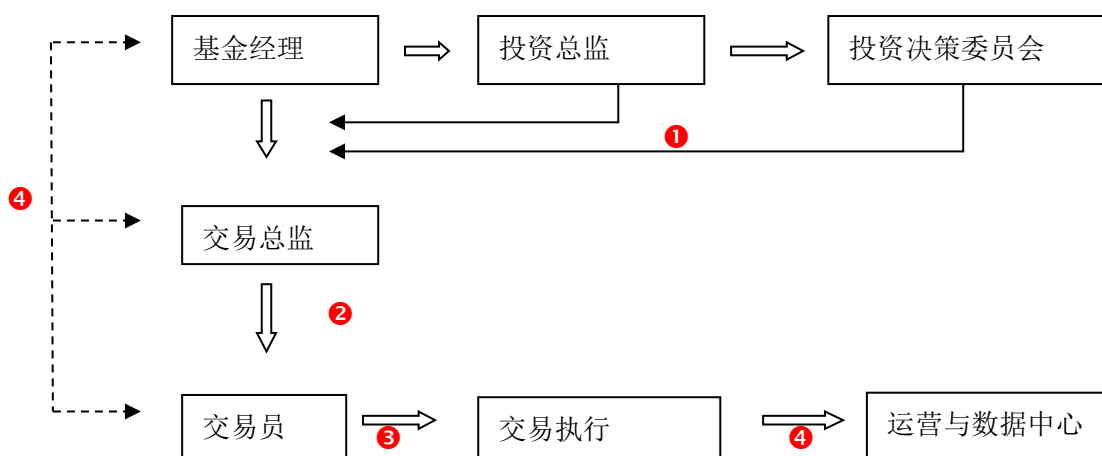 基金经理
投资总监
投资决策委员会
❶
❹
交易总监
❷
交易员
❸
交易执行
❹
运营与数据中心